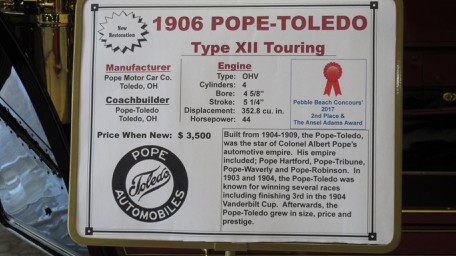 New
Restoration
1906 POPE-TOLEDO
Type XII Touring
Manufacturer
Pope Motor Car Co.
Toledo, OH
Coachbuilder
Pope-Toledo
Toledo, OH
Engine
Type: OHV
Cylinders: 4
Bore: 4 5/8"
Stroke: 5 1/4"
Displacement: 352.8 cu. in.
Horsepower: 44
Pebble Beach Concours'
2017
2nd Place &
The Ansel Adams Award
Price When New: $ 3,500
POPE
Toledo
AUTOMOBILES
Built from 1904-1909, the Pope-Toledo,
was the star of Colonel Albert Pope's
automotive empire. His empire
included; Pope Hartford, Pope-Tribune,
Pope-Waverly and Pope-Robinson. In
1903 and 1904, the Pope-Toledo was
known for winning several races
including finishing 3rd in the 1904
Vanderbilt Cup. Afterwards, the
Pope-Toledo grew in size, price and
prestige.